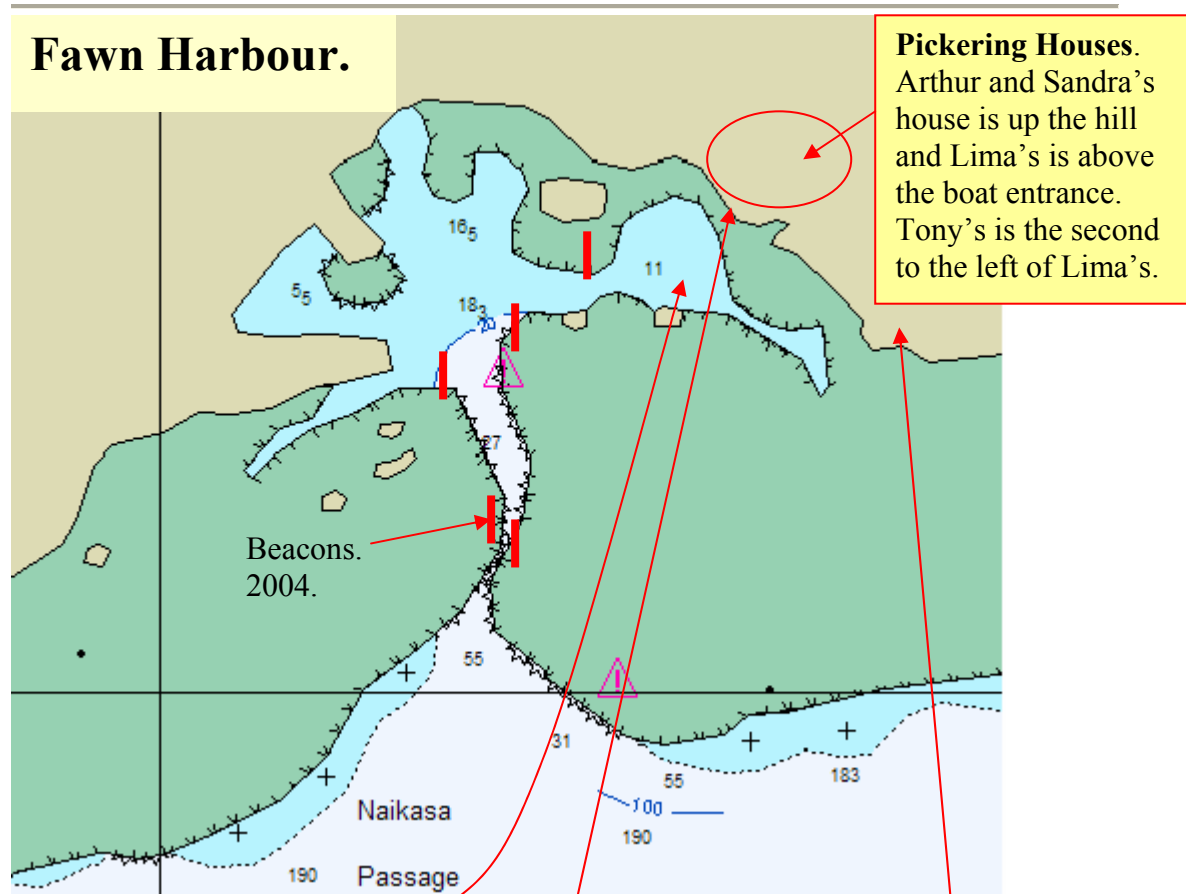 Fawn Harbour.
Pickering Houses.
Arthur and Sandra’s
house is up the hill
and Lima’s is above
the boat entrance.
Tony’s is the second
to the left of Lima’s.
16₅
11
5₅
18₃
27
Beacons.
2004.
55
31
55
183
Naikasa
100
190
190
Passage